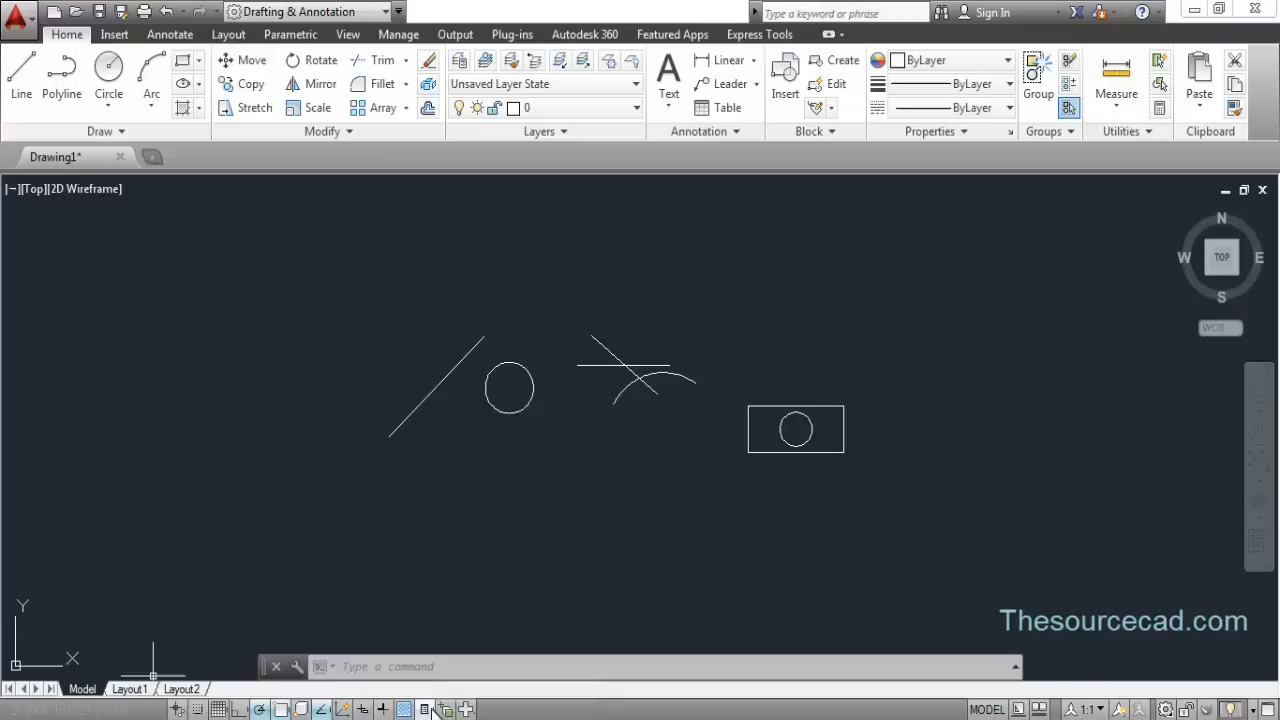 Drafting & Annotation
Type a keyword or phrase
Sign In
Home Insert Annotate Layout Parametric View Manage Output Plug-ins Autodesk 360 Featured Apps Express Tools
Line
Polyline
Circle
Arc
Draw
Move Rotate Trim
Copy Mirror Fillet
Stretch Scale Array
Modify
Unsaved Layer State
0
Layers
Text
Linear
Leader
Table
Annotation
Insert
Create
Edit
Block
ByLayer
ByLayer
ByLayer
Properties
Group
Groups
Measure
Utilities
Paste
Clipboard
Drawing1*
[−][Top][2D Wireframe]
N
W TOP E
S
WCS
Thesourcecad.com
Y
X
Type a command
Model Layout1 Layout2
MODEL 1:1